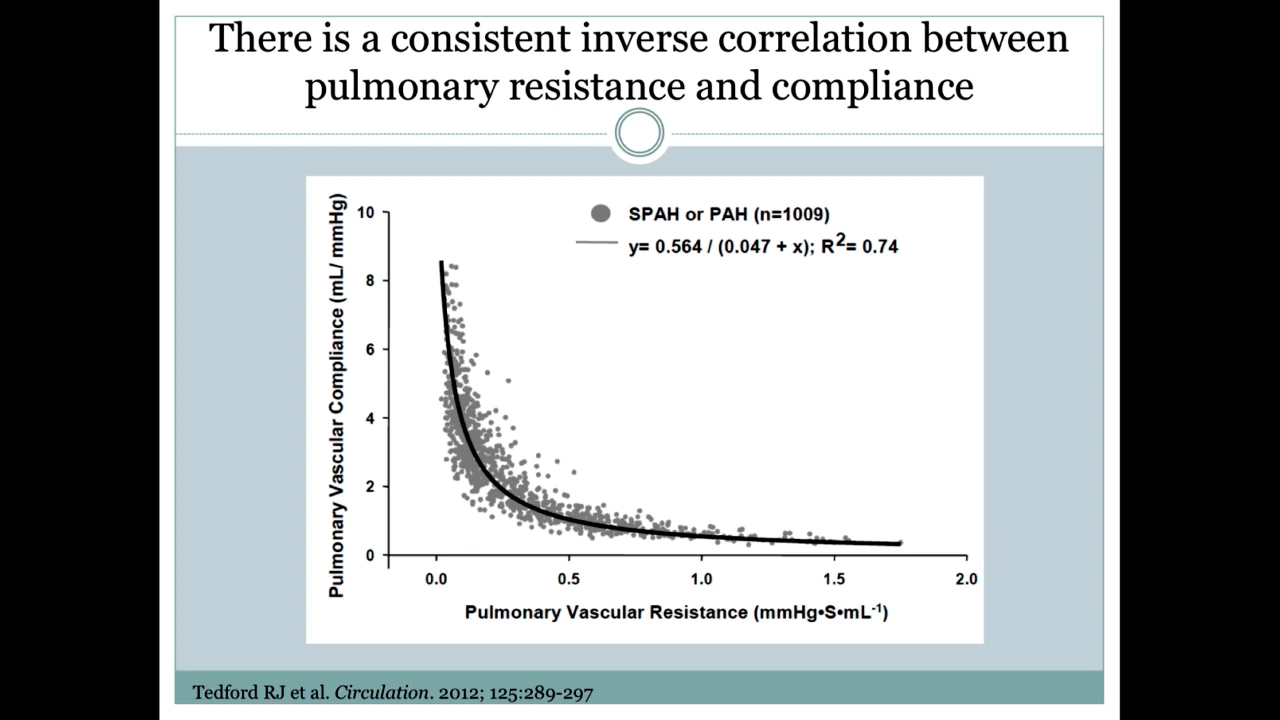 There is a consistent inverse correlation between
pulmonary resistance and compliance
Pulmonary Vascular Compliance (mL/ mmHg)
10
8
6
4
2
0
SPAH or PAH (n=1009)
y= 0.564 / (0.047 + x); R²= 0.74
0.0 0.5 1.0 1.5 2.0
Pulmonary Vascular Resistance (mmHg•S•mL⁻¹)
Tedford RJ et al. Circulation. 2012; 125:289-297